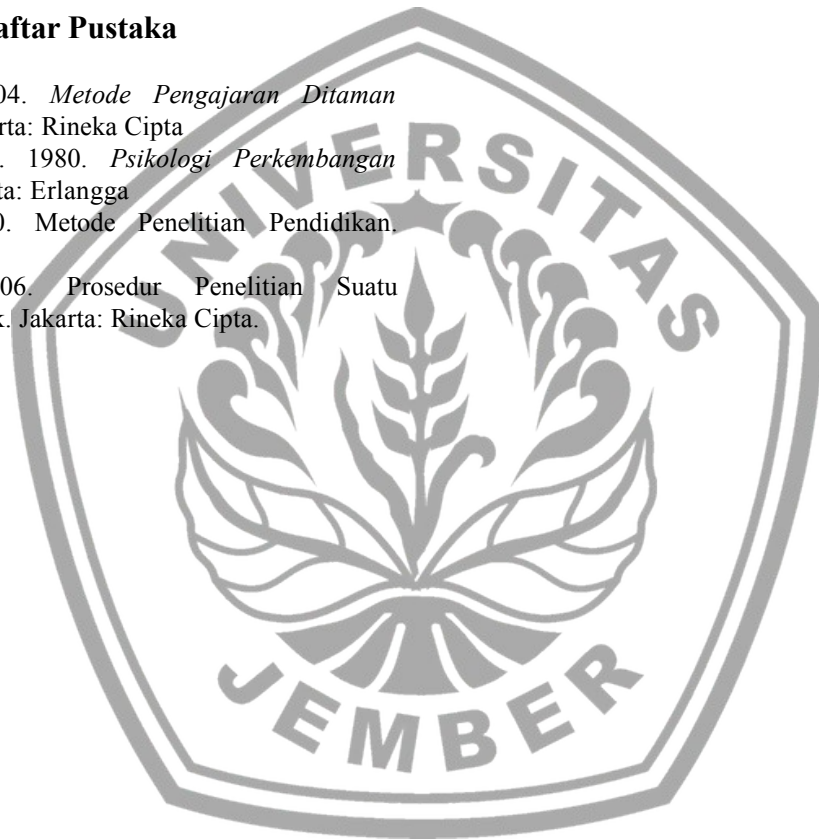 aftar Pustaka
04. Metode Pengajaran Ditaman
rta: Rineka Cipta
. 1980. Psikologi Perkembangan
ta: Erlangga
0. Metode Penelitian Pendidikan.
06. Prosedur Penelitian Suatu
k. Jakarta: Rineka Cipta.
UNIVERSITAS
JEMBER